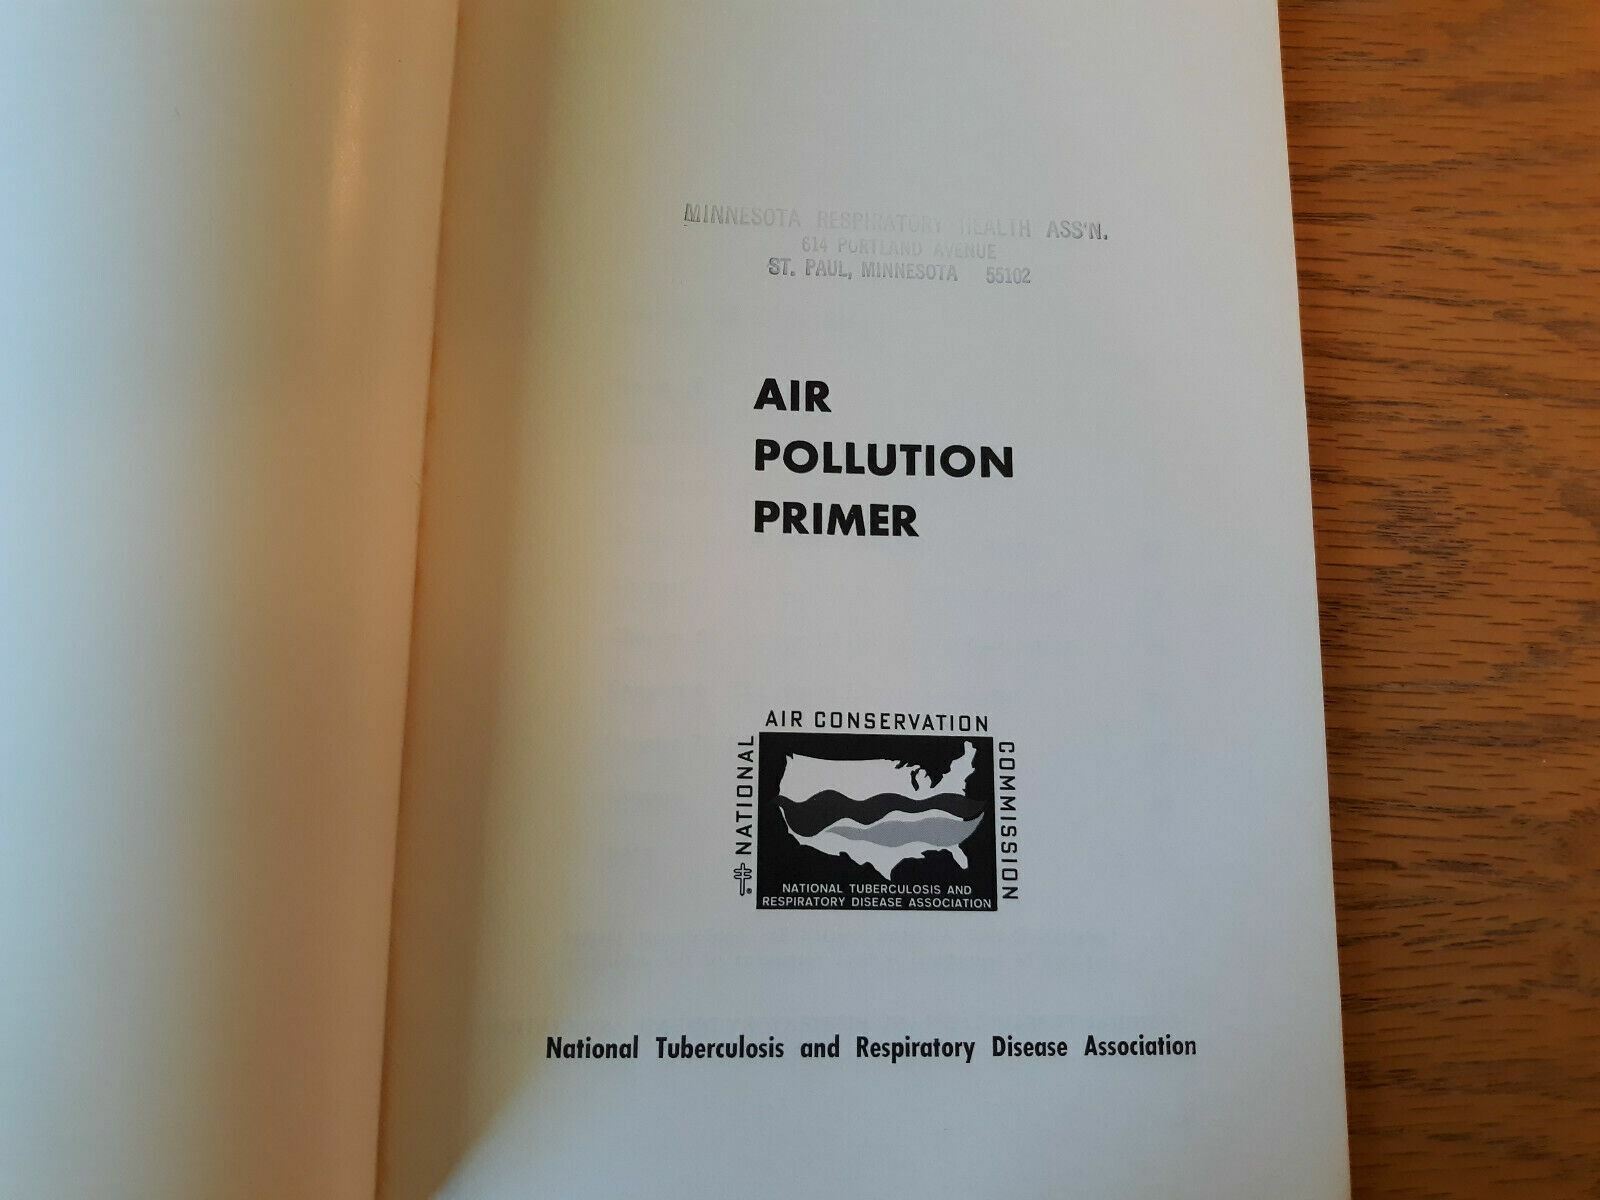 MINNESOTA RESPIRATORY HEALTH ASS'N.
614 PORTLAND AVENUE
ST. PAUL, MINNESOTA 55102
AIR
POLLUTION
PRIMER
NATIONAL
AIR CONSERVATION
COMMISSION
NATIONAL TUBERCULOSIS AND
RESPIRATORY DISEASE ASSOCIATION
National Tuberculosis and Respiratory Disease Association